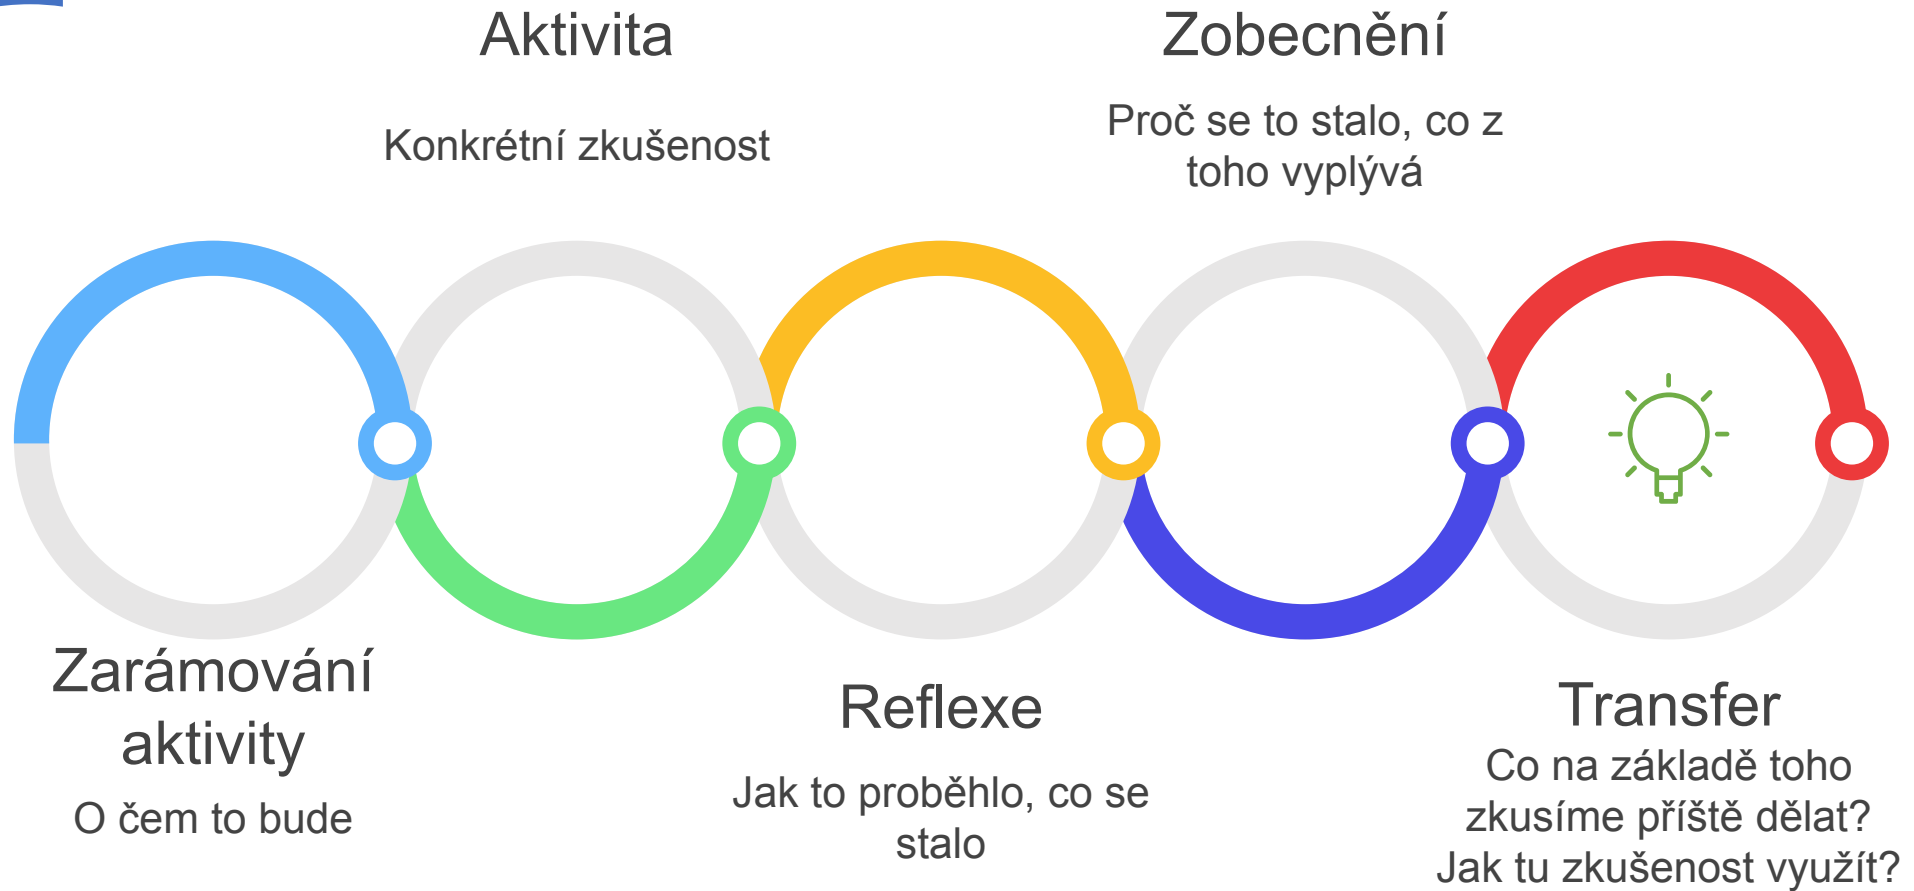 Aktivita
Konkrétní zkušenost
Zobecnění
Proč se to stalo, co z
toho vyplývá
Zarámování
aktivity
O čem to bude
Reflexe
Jak to proběhlo, co se
stalo
Transfer
Co na základě toho
zkusíme příště dělat?
Jak tu zkušenost využít?